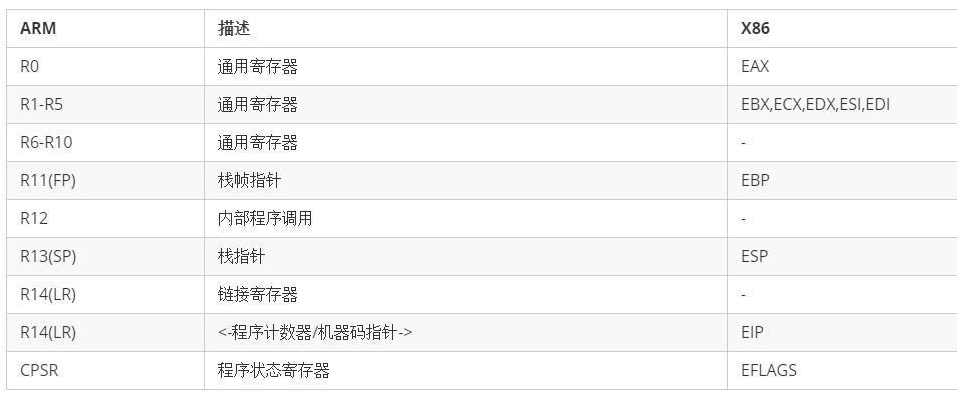 ARM 描述 X86
R0 通用寄存器 EAX
R1-R5 通用寄存器 EBX,ECX,EDX,ESI,EDI
R6-R10 通用寄存器 -
R11(FP) 栈帧指针 EBP
R12 内部程序调用 -
R13(SP) 栈指针 ESP
R14(LR) 链接寄存器 -
R14(LR) <-程序计数器/机器码指针-> EIP
CPSR 程序状态寄存器 EFLAGS